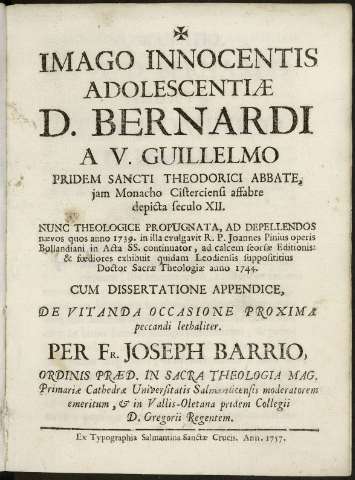 ✠
IMAGO INNOCENTIS
ADOLESCENTIÆ
D. BERNARDI
A V. GUILLELMO
PRIDEM SANCTI THEODORICI ABBATE,
jam Monacho Cisterciensi affabre
depicta seculo XII.
NUNC THEOLOGICE PROPUGNATA, AD DEPELLENDOS
nævos quos anno 1739. in illa evulgavit R. P. Joannes Pinius operis
Bollandiani in Acta SS. continuator, ad calcem seorsæ Editionis:
& fœdiores exhibuit quidam Leodiensis supposititius
Doctor Sacræ Theologiæ anno 1744.
CUM DISSERTATIONE APPENDICE,
DE VITANDA OCCASIONE PROXIMA
peccandi lethaliter.
PER Fr. JOSEPH BARRIO,
ORDINIS PRÆD. IN SACRA THEOLOGIA MAG.
Primariæ Cathedræ Universitatis Salmanticensis moderatorem
emeritum, & in Vallis-Oletana pridem Collegii
D. Gregorii Regentem.
Ex Typographia Salmantina Sanctæ Crucis. Ann. 1757.